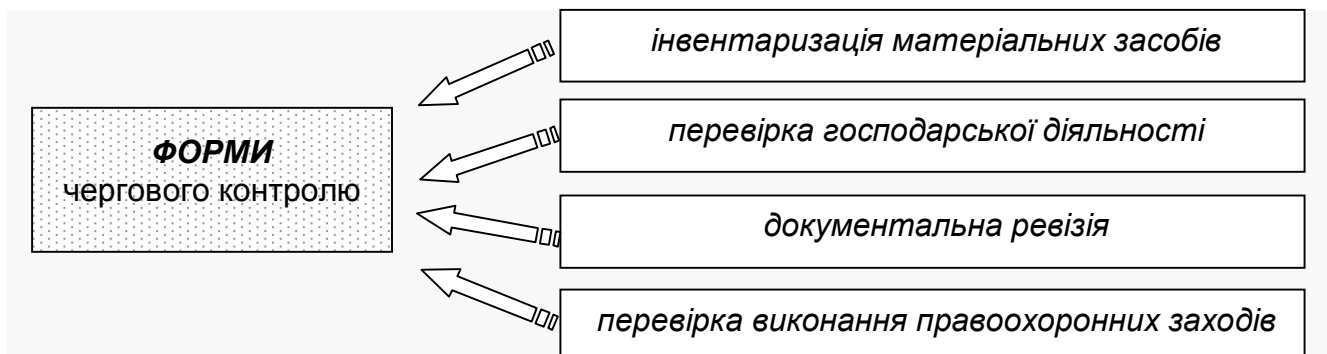 інвентаризація матеріальних засобів
перевірка господарської діяльності
ФОРМИ
чергового контролю
документальна ревізія
перевірка виконання правоохоронних заходів